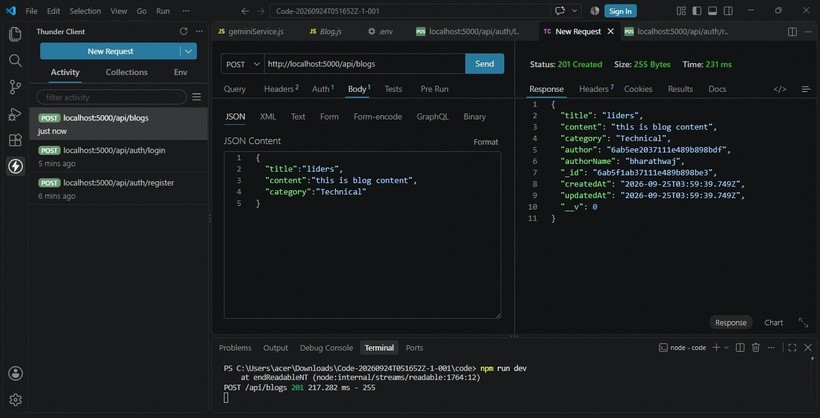 File Edit Selection View Go Run ··· Code-20260924T051652Z-1-001 Sign In
Thunder Client
New Request
Activity Collections Env
filter activity
POST localhost:5000/api/blogs
just now
POST localhost:5000/api/auth/login
5 mins ago
POST localhost:5000/api/auth/register
6 mins ago
JS geminiService.js JS Blog.js .env POST localhost:5000/api/auth/l.. TC New Request POST localhost:5000/api/auth/r..
POST http://localhost:5000/api/blogs Send
Query Headers 2 Auth 1 Body 1 Tests Pre Run
JSON XML Text Form Form-encode GraphQL Binary
JSON Content Format
1 {
2 "title":"liders",
3 "content":"this is blog content",
4 "category":"Technical"
5 }
Status: 201 Created Size: 255 Bytes Time: 231 ms
Response Headers 7 Cookies Results Docs
1 {
2 "title": "liders",
3 "content": "this is blog content",
4 "category": "Technical",
5 "author": "6ab5ee2037111e489b898bdf",
6 "authorName": "bharathwaj",
7 "_id": "6ab5f1ab37111e489b898be3",
8 "createdAt": "2026-09-25T03:59:39.749Z",
9 "updatedAt": "2026-09-25T03:59:39.749Z",
10 "__v": 0
11 }
Response Chart
Problems Output Debug Console Terminal Ports node - code
PS C:\Users\acer\Downloads\Code-20260924T051652Z-1-001\code> npm run dev
at endReadableNT (node:internal/streams/readable:1764:12)
POST /api/blogs 201 217.282 ms - 255